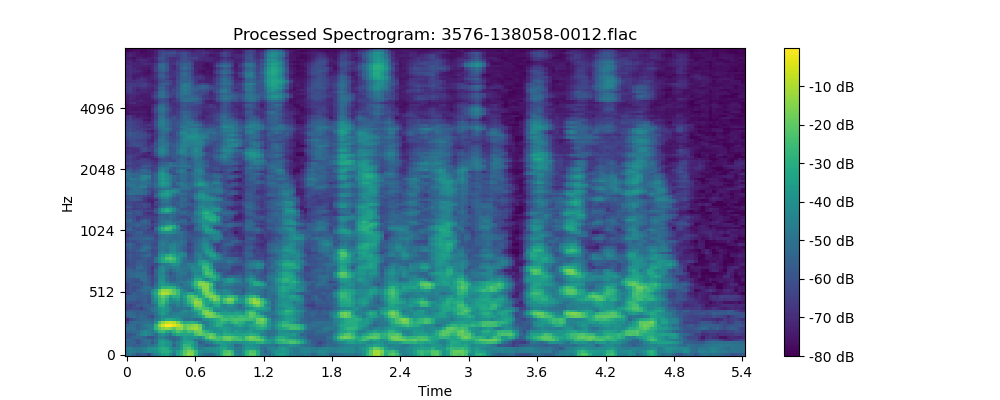 Processed Spectrogram: 3576-138058-0012.flac
Hz
4096
2048
1024
512
0
0 0.6 1.2 1.8 2.4 3 3.6 4.2 4.8 5.4
Time
-10 dB
-20 dB
-30 dB
-40 dB
-50 dB
-60 dB
-70 dB
-80 dB